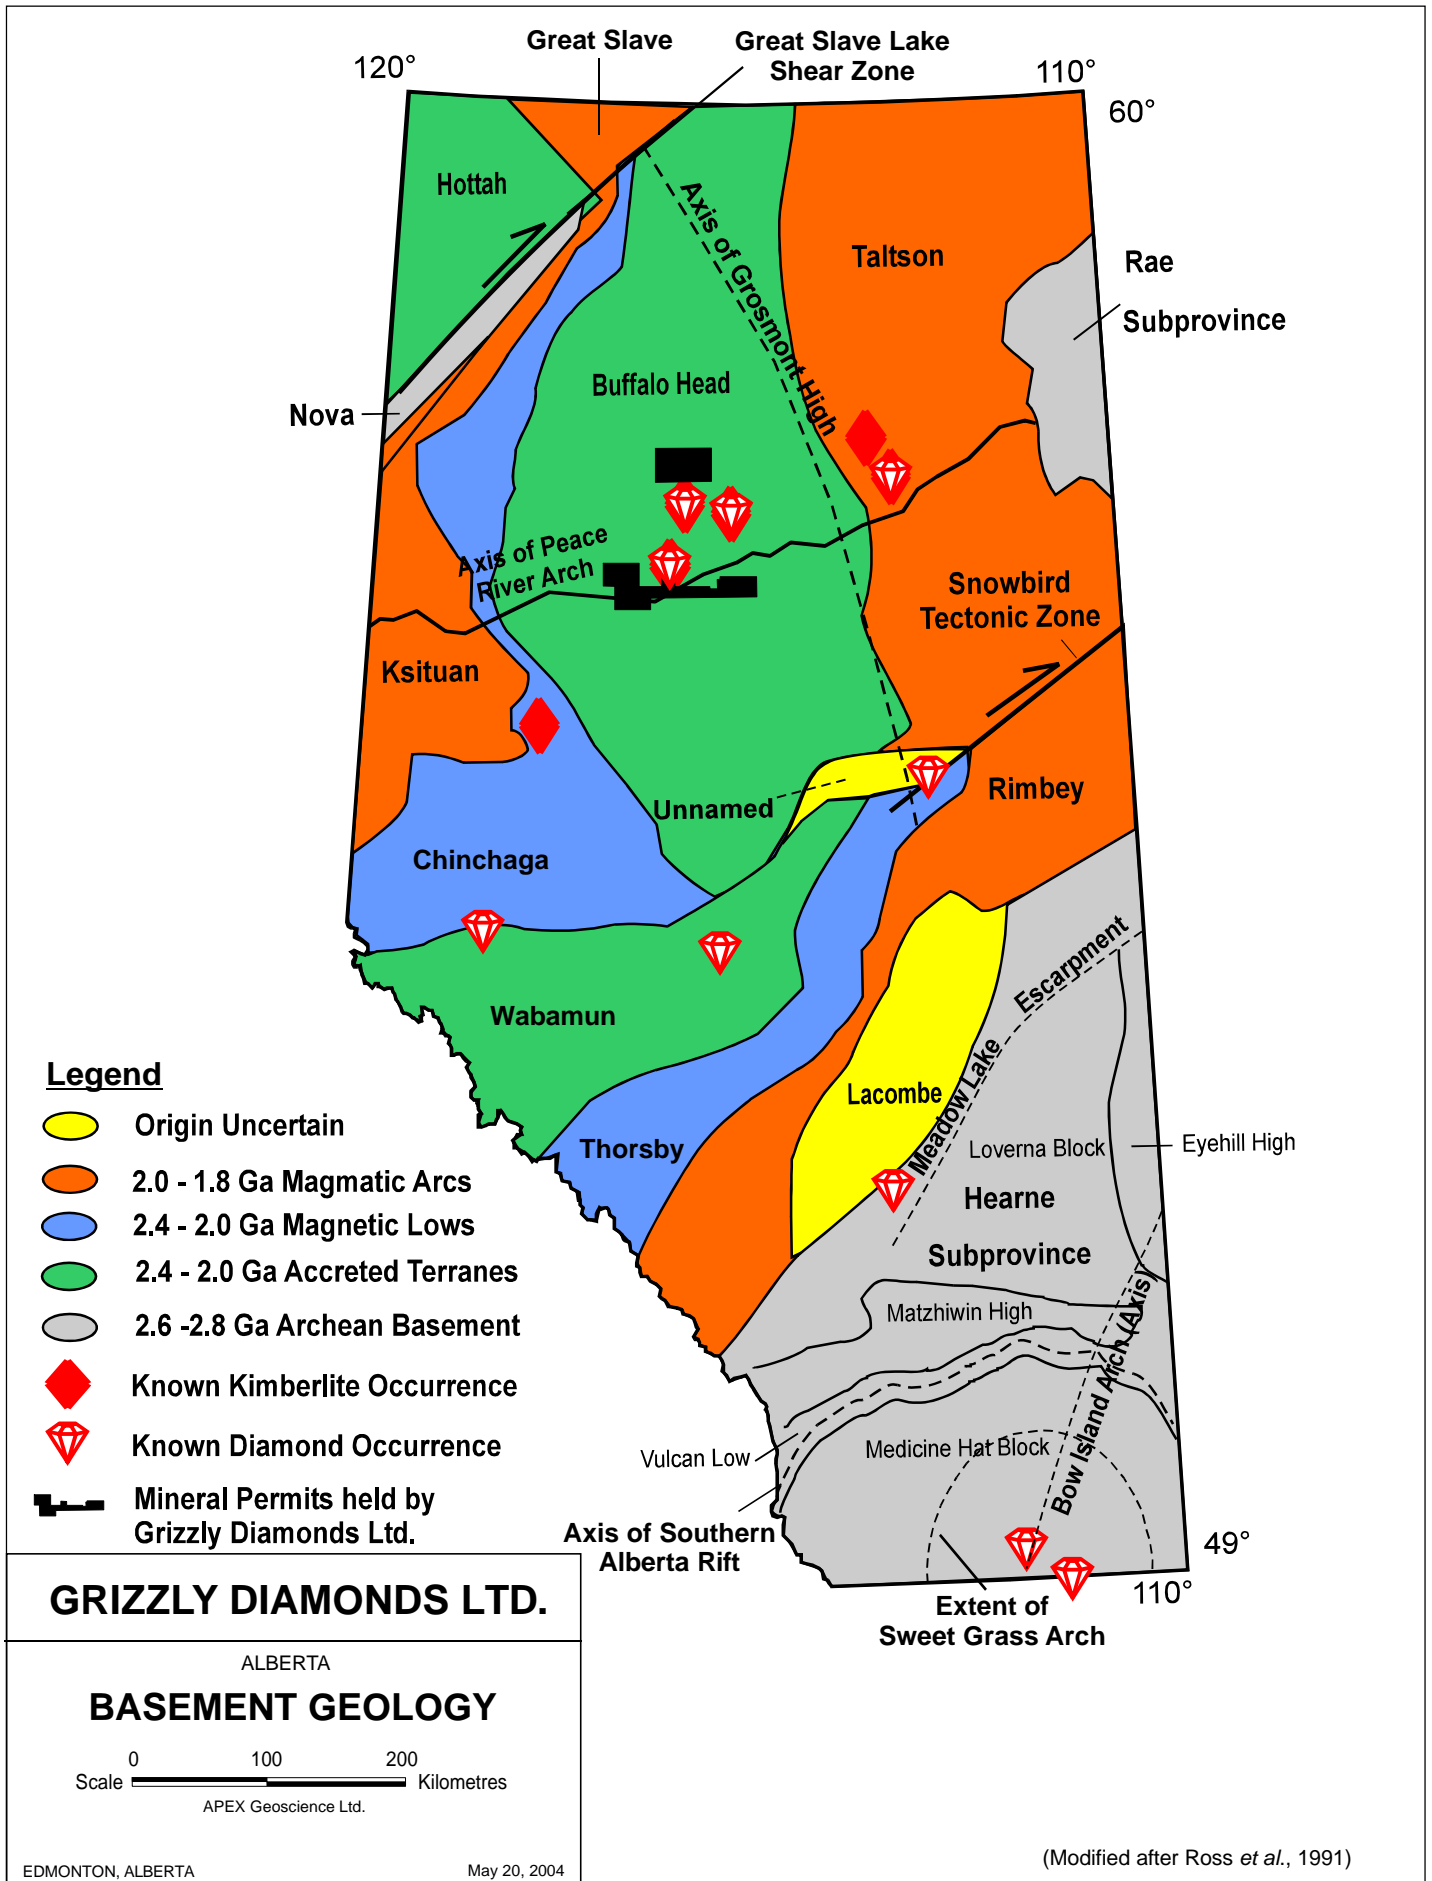 Great Slave
Great Slave Lake
Shear Zone
120°
110°
60°
Hottah
Axis of Grosmont High
Taltson
Rae
Subprovince
Buffalo Head
Nova
Axis of Peace
River Arch
Snowbird
Tectonic Zone
Ksituan
Unnamed
Rimbey
Chinchaga
Wabamun
Meadow Lake Escarpment
Lacombe
Thorsby
Loverna Block
Eyehill High
Hearne
Subprovince
Matzhiwin High
Bow Island Arch (Axis)
Vulcan Low
Medicine Hat Block
Axis of Southern
Alberta Rift
49°
110°
Extent of
Sweet Grass Arch
Legend
Origin Uncertain
2.0 - 1.8 Ga Magmatic Arcs
2.4 - 2.0 Ga Magnetic Lows
2.4 - 2.0 Ga Accreted Terranes
2.6 -2.8 Ga Archean Basement
Known Kimberlite Occurrence
Known Diamond Occurrence
Mineral Permits held by
Grizzly Diamonds Ltd.
GRIZZLY DIAMONDS LTD.
ALBERTA
BASEMENT GEOLOGY
0 100 200
Scale Kilometres
APEX Geoscience Ltd.
EDMONTON, ALBERTA May 20, 2004
(Modified after Ross et al., 1991)